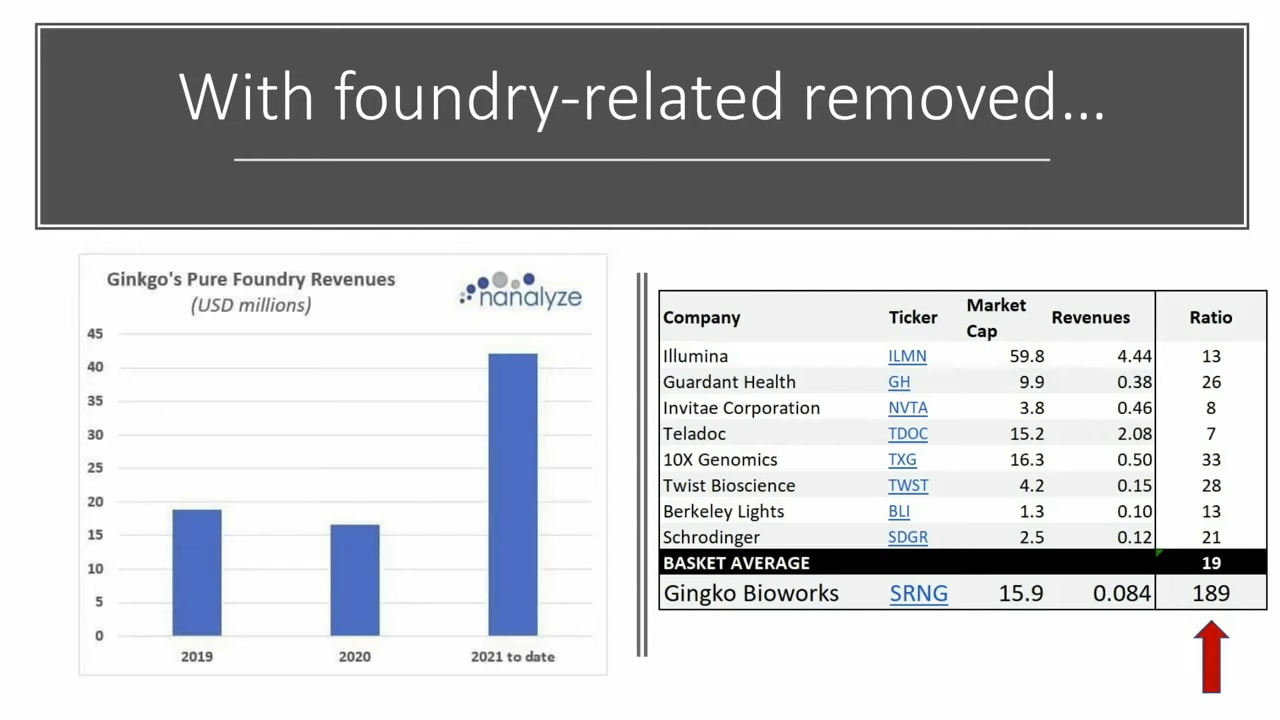 With foundry-related removed...
Ginkgo's Pure Foundry Revenues
(USD millions)
nanalyze
45
40
35
30
25
20
15
10
5
0
2019 2020 2021 to date
Company Ticker Market Cap Revenues Ratio
Illumina ILMN 59.8 4.44 13
Guardant Health GH 9.9 0.38 26
Invitae Corporation NVTA 3.8 0.46 8
Teladoc TDOC 15.2 2.08 7
10X Genomics TXG 16.3 0.50 33
Twist Bioscience TWST 4.2 0.15 28
Berkeley Lights BLI 1.3 0.10 13
Schrodinger SDGR 2.5 0.12 21
BASKET AVERAGE 19
Gingko Bioworks SRNG 15.9 0.084 189